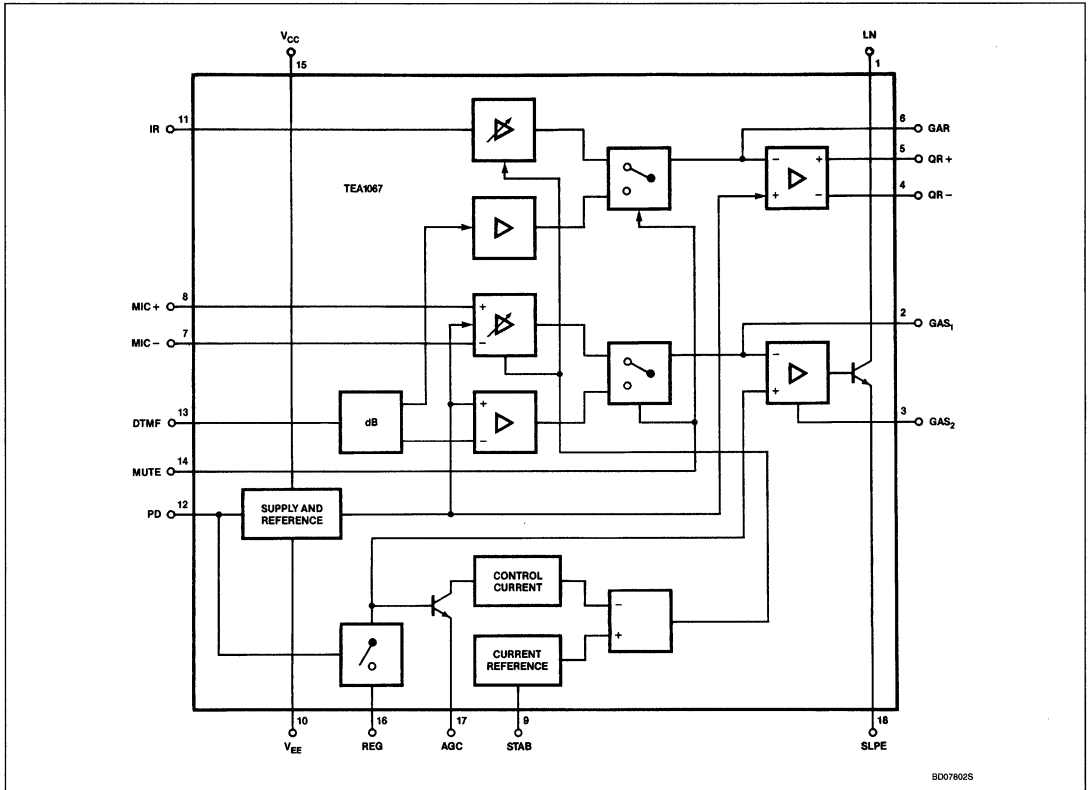 VCC
LN
15
1
IR
11
6
GAR
5
QR+
TEA1067
4
QR−
- +
+ -
MIC+
8
+
2
GAS1
MIC−
7
-
-
+
3
GAS2
DTMF
13
dB
+
-
MUTE
14
PD
12
SUPPLY AND
REFERENCE
CONTROL
CURRENT
-
+
CURRENT
REFERENCE
10
16
17
9
18
VEE
REG
AGC
STAB
SLPE
BD07802S